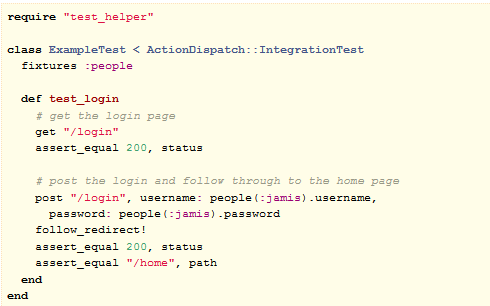 require "test_helper"
class ExampleTest < ActionDispatch::IntegrationTest
  fixtures :people
  def test_login
    # get the login page
    get "/login"
    assert_equal 200, status
    # post the login and follow through to the home page
    post "/login", username: people(:jamis).username,
      password: people(:jamis).password
    follow_redirect!
    assert_equal 200, status
    assert_equal "/home", path
  end
end